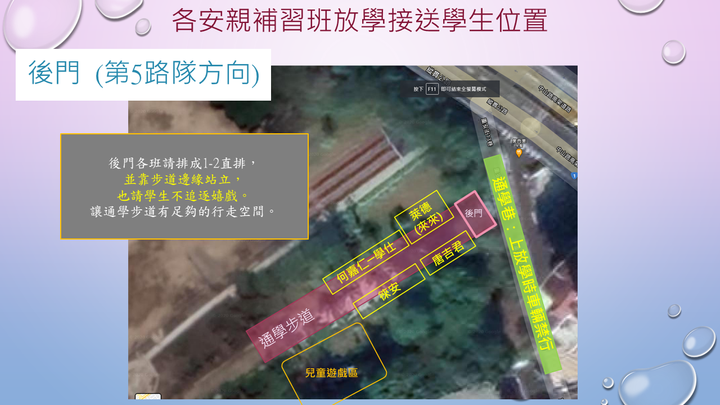 各安親補習班放學接送學生位置
後門 (第5路隊方向)
按下 F11 即可結束全螢幕模式
後門各班請排成1-2直排，
並靠步道邊緣站立，
也請學生不追逐嬉戲。
讓通學步道有足夠的行走空間。
萊德
(來來)
後門
何嘉仁─學仕
唐吉君
徠安
通學步道
兒童遊戲區
通學巷：上放學時車輛禁行